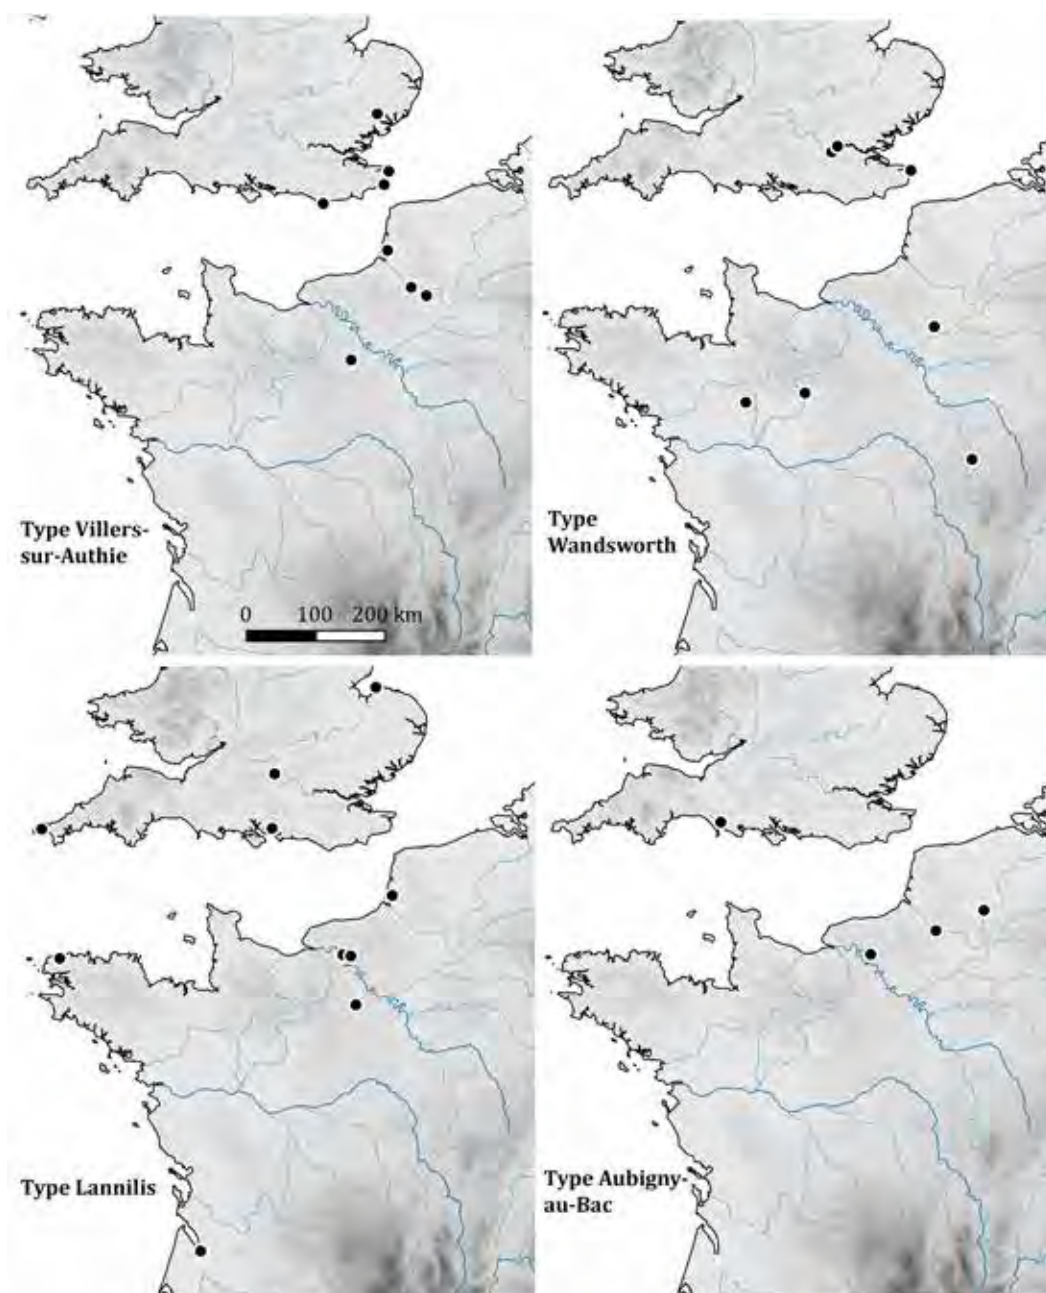 Type Villers-
sur-Authie
0 100 200 km
Type
Wandsworth
Type Lannilis
Type Aubigny-
au-Bac